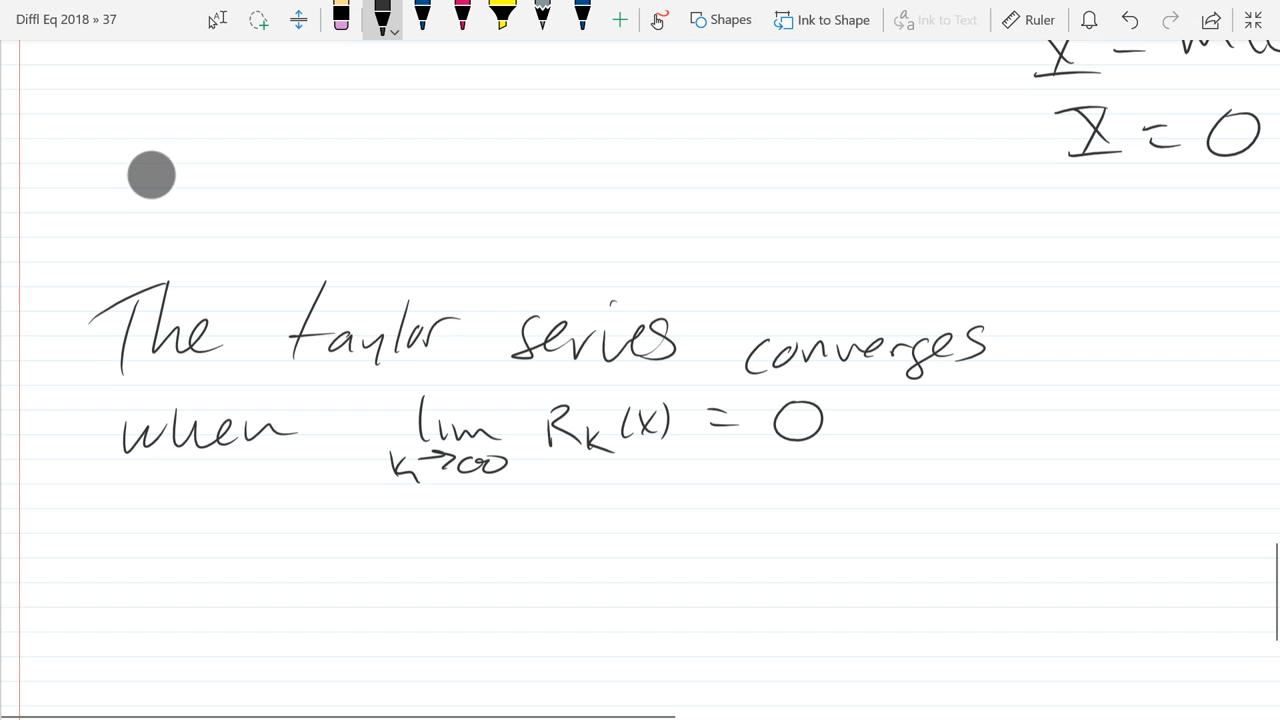 Diffl Eq 2018 » 37
Shapes
Ink to Shape
Ink to Text
Ruler
X = 0
The taylor series converges
when lim R_k(x) = 0
k→∞